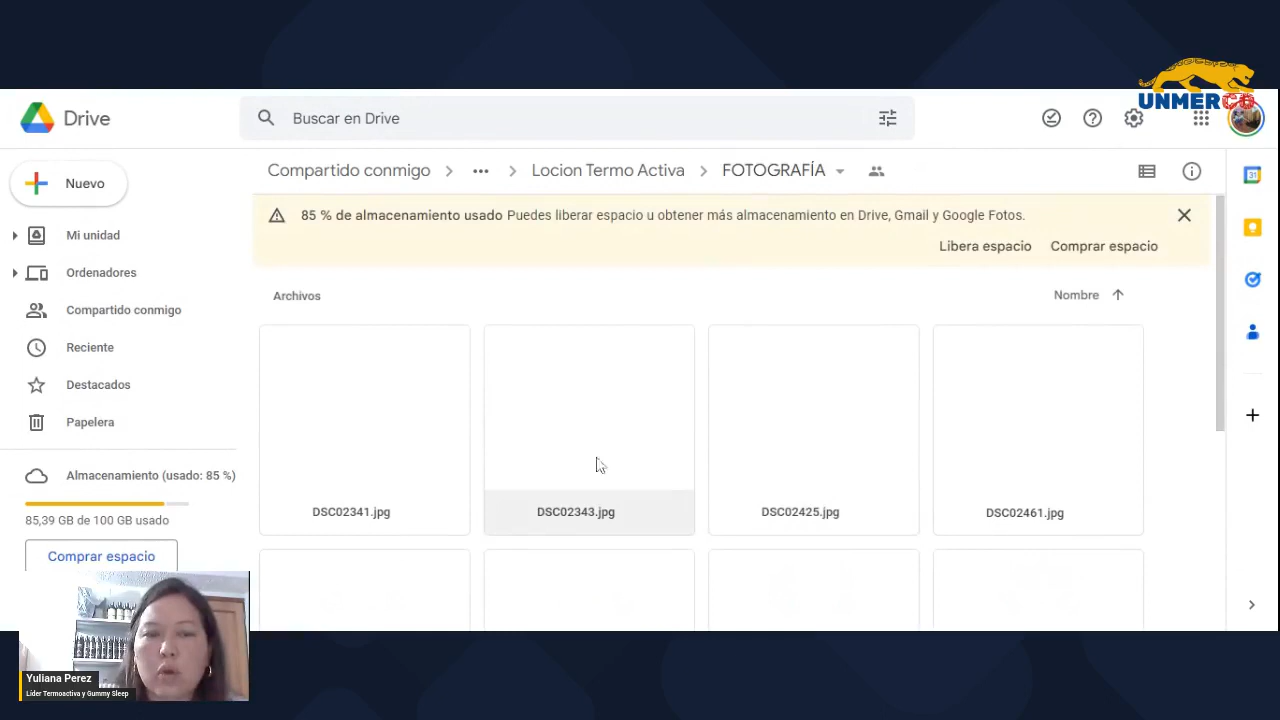 UNMERCO
Drive
Buscar en Drive
Nuevo
Compartido conmigo > ... > Locion Termo Activa > FOTOGRAFÍA
85 % de almacenamiento usado Puedes liberar espacio u obtener más almacenamiento en Drive, Gmail y Google Fotos.
Libera espacio Comprar espacio
Mi unidad
Ordenadores
Compartido conmigo
Reciente
Destacados
Papelera
Almacenamiento (usado: 85 %)
85,39 GB de 100 GB usado
Comprar espacio
Archivos
Nombre
DSC02341.jpg
DSC02343.jpg
DSC02425.jpg
DSC02461.jpg
31
Yuliana Perez
Líder Termoactiva y Gummy Sleep